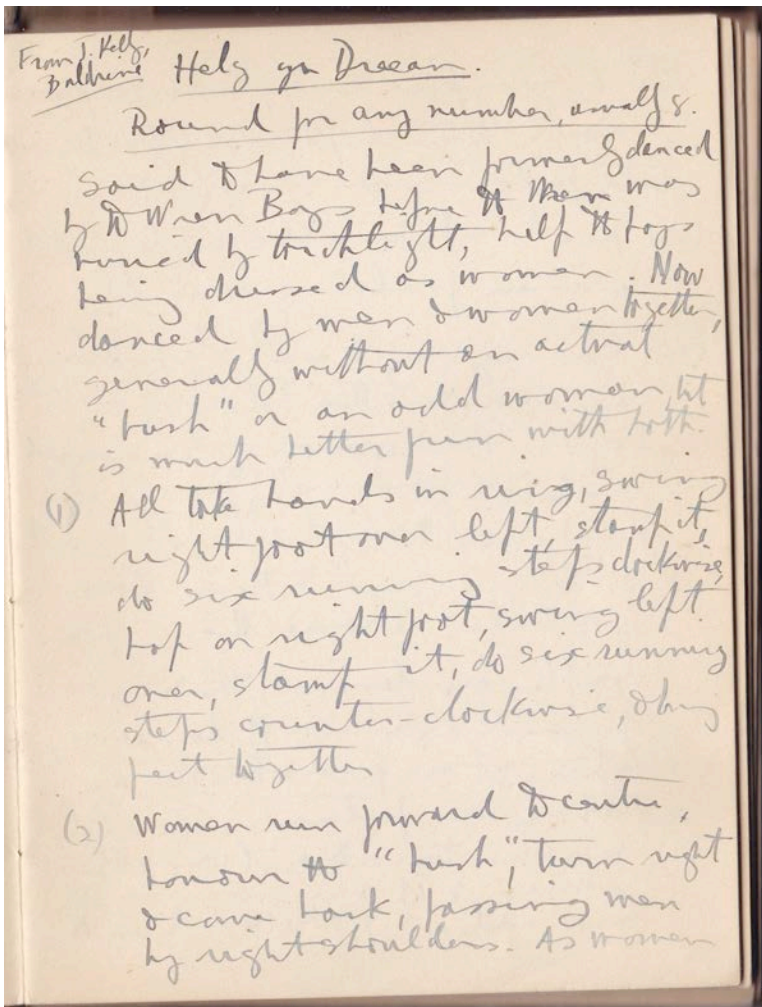 From J. Kelly,
Baldrine
Helg yn Dreean.
Round for any number, usually 8.
Said to have been formerly danced
by the Wren Boys before the Wren was
buried by torchlight, half the boys
being dressed as women. Now
danced by men & women together,
generally without an actual
"bush" or an odd woman, but
is much better fun with both.
(1) All take hands in ring, swing
right foot over left, stamp it,
do six running steps clockwise,
hop on right foot, swing left
over, stamp it, do six running
steps counter-clockwise, & bring
feet together
(2) Women run forward to centre,
honour the "bush", turn right
& come back, passing men
by right shoulders. As women